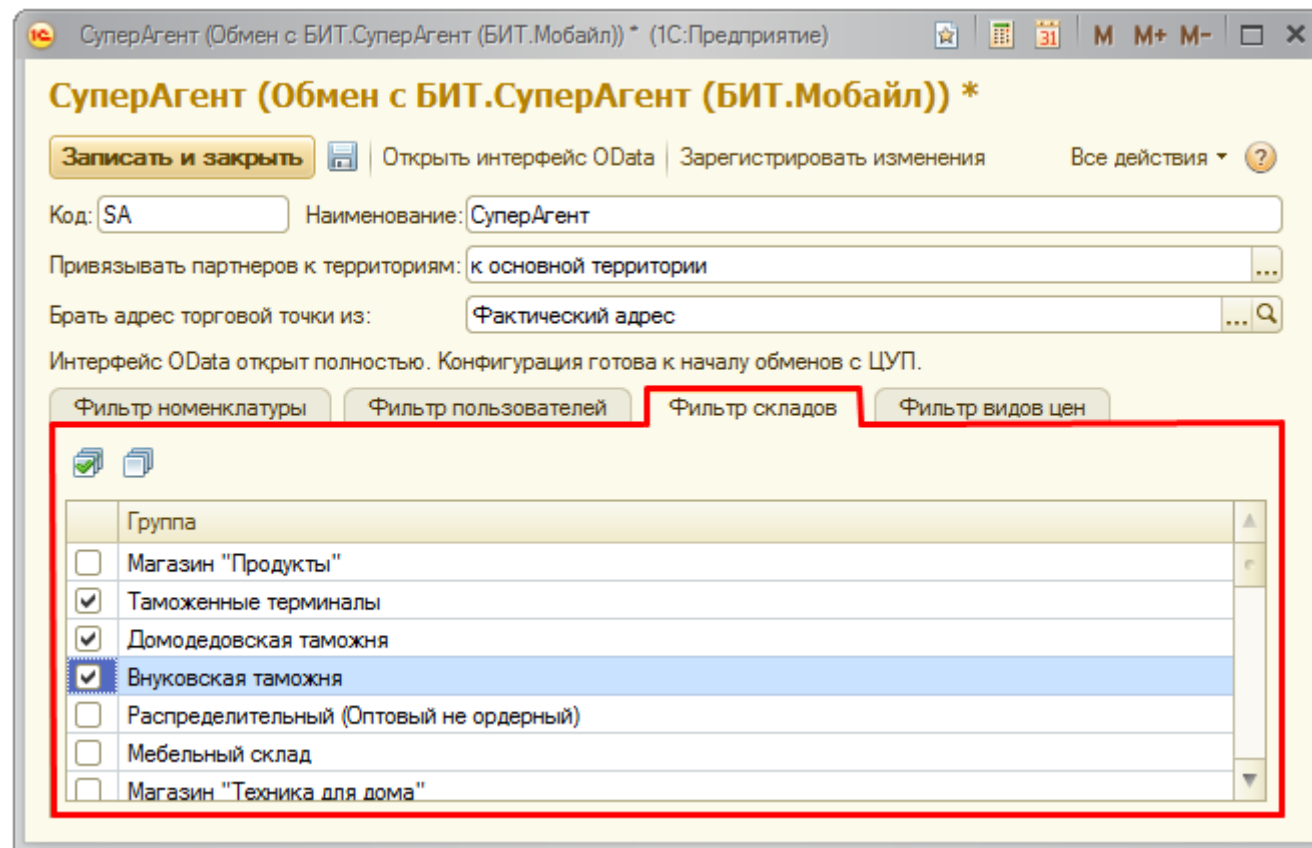 1С СуперАгент (Обмен с БИТ.СуперАгент (БИТ.Мобайл)) * (1С:Предприятие) 31 M M+ M-
СуперАгент (Обмен с БИТ.СуперАгент (БИТ.Мобайл)) *
Записать и закрыть Открыть интерфейс OData Зарегистрировать изменения Все действия ?
Код: SA Наименование: СуперАгент
Привязывать партнеров к территориям: к основной территории ...
Брать адрес торговой точки из: Фактический адрес ...
Интерфейс OData открыт полностью. Конфигурация готова к началу обменов с ЦУП.
Фильтр номенклатуры Фильтр пользователей Фильтр складов Фильтр видов цен
Группа
Магазин "Продукты"
Таможенные терминалы
Домодедовская таможня
Внуковская таможня
Распределительный (Оптовый не ордерный)
Мебельный склад
Магазин "Техника для дома"